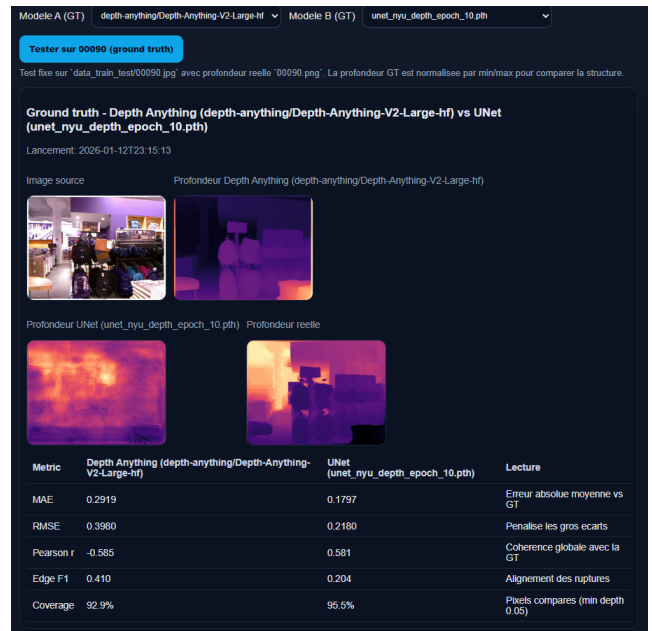 Modele A (GT) depth-anything/Depth-Anything-V2-Large-hf Modele B (GT) unet_nyu_depth_epoch_10.pth
Tester sur 00090 (ground truth)
Test fixe sur `data_train_test/00090.jpg` avec profondeur reelle `00090.png`. La profondeur GT est normalisee par min/max pour comparer la structure.
Ground truth - Depth Anything (depth-anything/Depth-Anything-V2-Large-hf) vs UNet
(unet_nyu_depth_epoch_10.pth)
Lancement: 2026-01-12T23:15:13
Image source Profondeur Depth Anything (depth-anything/Depth-Anything-V2-Large-hf)
Profondeur UNet (unet_nyu_depth_epoch_10.pth) Profondeur reelle
Metric Depth Anything (depth-anything/Depth-Anything-V2-Large-hf) UNet (unet_nyu_depth_epoch_10.pth) Lecture
MAE 0.2919 0.1797 Erreur absolue moyenne vs GT
RMSE 0.3980 0.2180 Penalise les gros ecarts
Pearson r -0.585 0.581 Coherence globale avec la GT
Edge F1 0.410 0.204 Alignement des ruptures
Coverage 92.9% 95.5% Pixels compares (min depth 0.05)